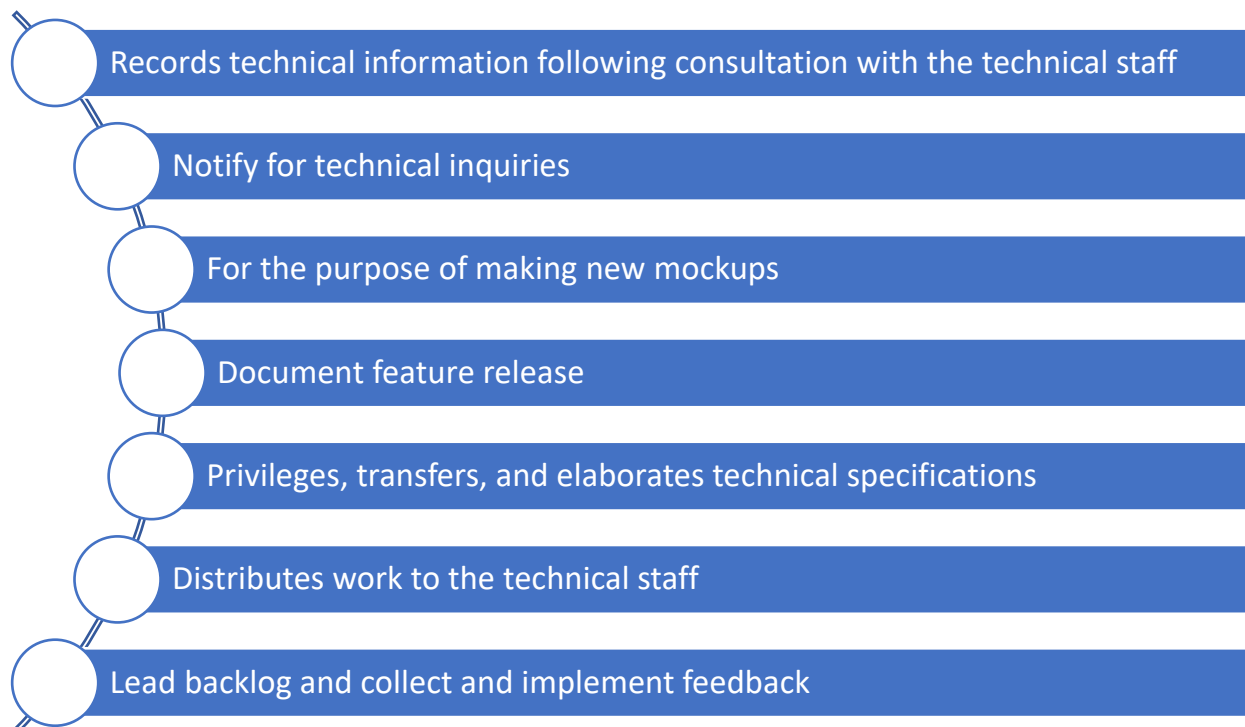 Records technical information following consultation with the technical staff
Notify for technical inquiries
For the purpose of making new mockups
Document feature release
Privileges, transfers, and elaborates technical specifications
Distributes work to the technical staff
Lead backlog and collect and implement feedback